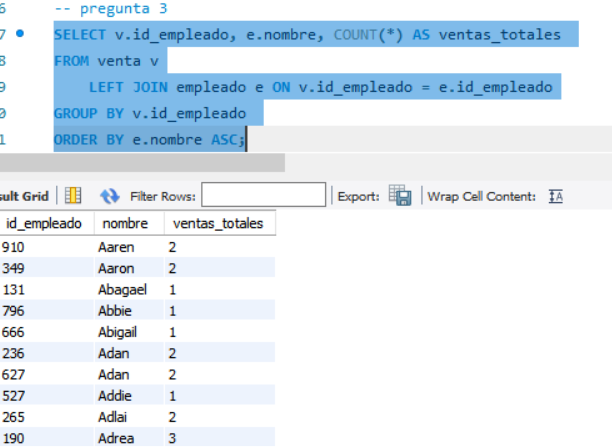 6 -- pregunta 3
7 SELECT v.id_empleado, e.nombre, COUNT(*) AS ventas_totales
8 FROM venta v
9 LEFT JOIN empleado e ON v.id_empleado = e.id_empleado
0 GROUP BY v.id_empleado
1 ORDER BY e.nombre ASC;
sult Grid Filter Rows: Export: Wrap Cell Content: IA
id_empleado nombre ventas_totales
910 Aaren 2
349 Aaron 2
131 Abagael 1
796 Abbie 1
666 Abigail 1
236 Adan 2
627 Adan 2
527 Addie 1
265 Adlai 2
190 Adrea 3